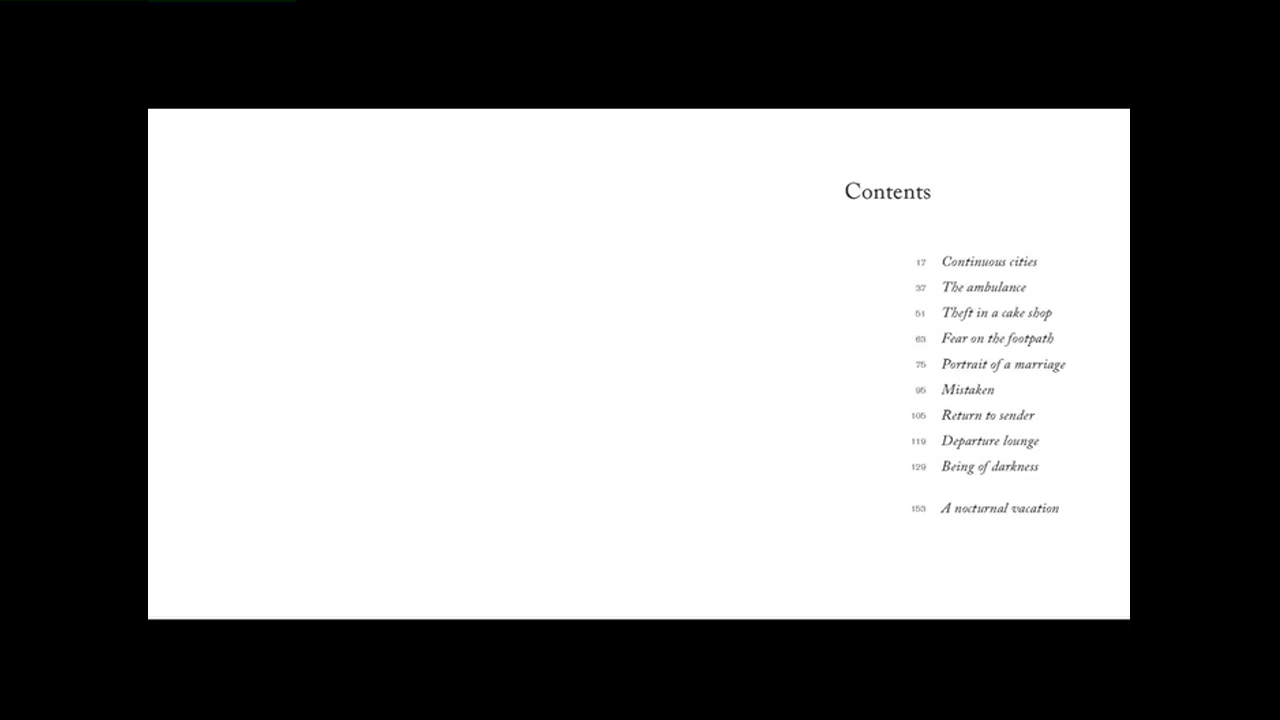 Contents
17 Continuous cities
37 The ambulance
51 Theft in a cake shop
63 Fear on the footpath
75 Portrait of a marriage
95 Mistaken
105 Return to sender
119 Departure lounge
129 Being of darkness
153 A nocturnal vacation